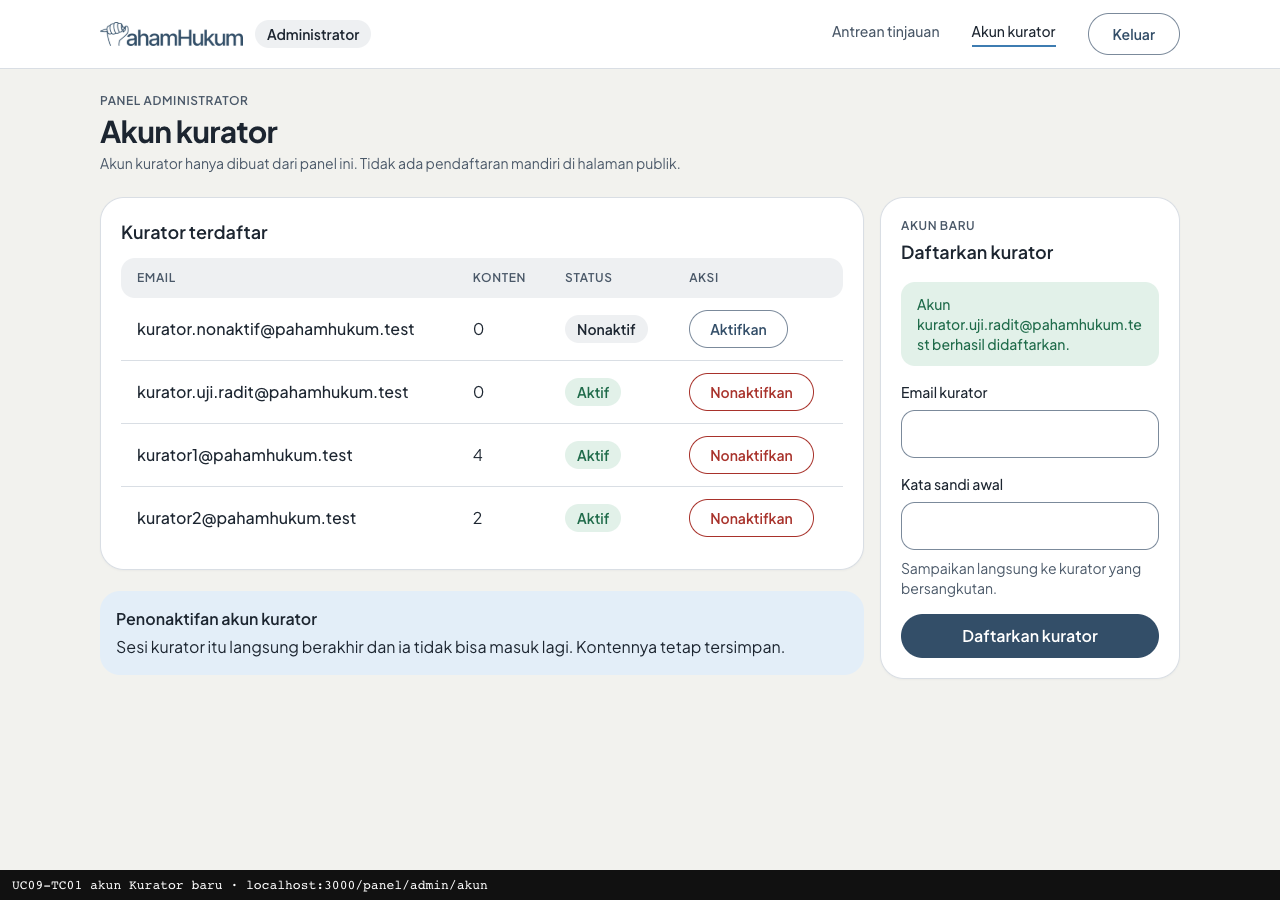 ahamHukum Administrator Antrean tinjauan Akun kurator Keluar
PANEL ADMINISTRATOR
Akun kurator
Akun kurator hanya dibuat dari panel ini. Tidak ada pendaftaran mandiri di halaman publik.
Kurator terdaftar
EMAIL KONTEN STATUS AKSI
kurator.nonaktif@pahamhukum.test 0 Nonaktif Aktifkan
kurator.uji.radit@pahamhukum.test 0 Aktif Nonaktifkan
kurator1@pahamhukum.test 4 Aktif Nonaktifkan
kurator2@pahamhukum.test 2 Aktif Nonaktifkan
Penonaktifan akun kurator
Sesi kurator itu langsung berakhir dan ia tidak bisa masuk lagi. Kontennya tetap tersimpan.
AKUN BARU
Daftarkan kurator
Akun
kurator.uji.radit@pahamhukum.te
st berhasil didaftarkan.
Email kurator
Kata sandi awal
Sampaikan langsung ke kurator yang
bersangkutan.
Daftarkan kurator
UC09-TC01 akun Kurator baru · localhost:3000/panel/admin/akun